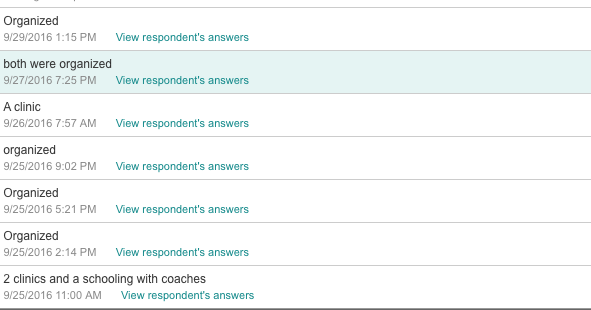 Organized
9/29/2016 1:15 PM View respondent's answers
both were organized
9/27/2016 7:25 PM View respondent's answers
A clinic
9/26/2016 7:57 AM View respondent's answers
organized
9/25/2016 9:02 PM View respondent's answers
Organized
9/25/2016 5:21 PM View respondent's answers
Organized
9/25/2016 2:14 PM View respondent's answers
2 clinics and a schooling with coaches
9/25/2016 11:00 AM View respondent's answers